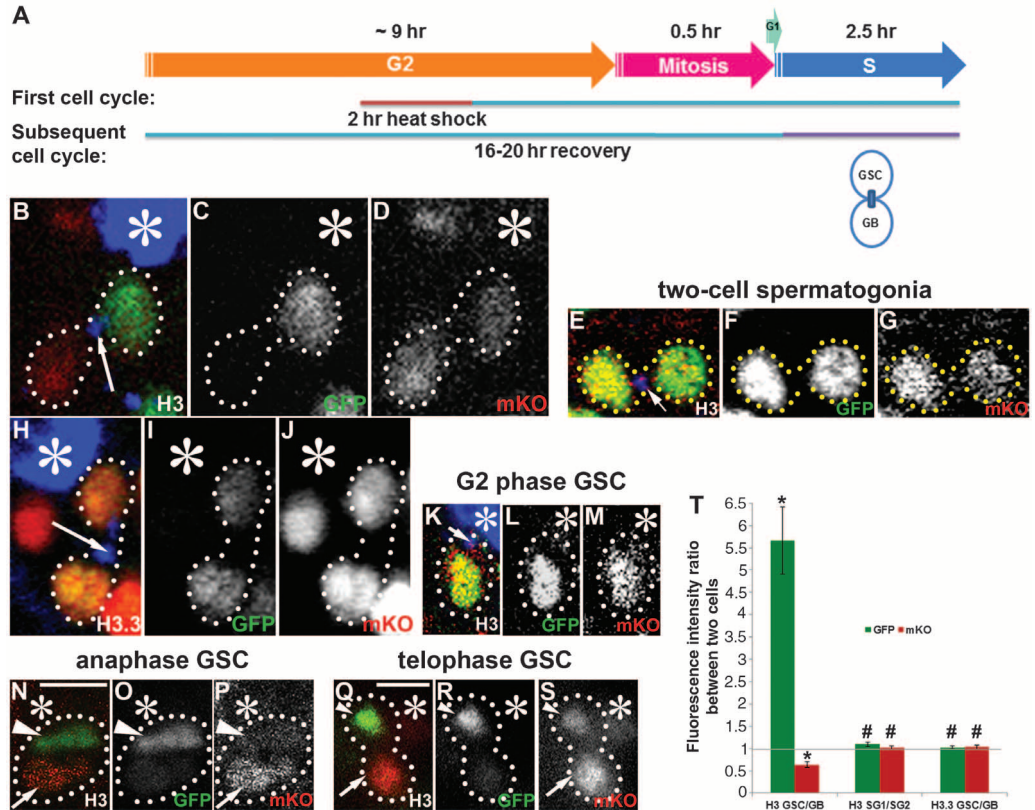 A
~ 9 hr
0.5 hr
G1
2.5 hr
G2
Mitosis
S
First cell cycle:
2 hr heat shock
Subsequent
cell cycle:
16-20 hr recovery
GSC
GB
B
*
H3
C
*
GFP
D
*
mKO
two-cell spermatogonia
E
H3
F
GFP
G
mKO
H
*
H3.3
I
*
GFP
J
*
mKO
G2 phase GSC
K
*
H3
L
*
GFP
M
*
mKO
anaphase GSC
N
*
H3
O
*
GFP
P
*
mKO
telophase GSC
Q
*
H3
R
*
GFP
S
*
mKO
T
Fluorescence intensity ratio
between two cells
6.5
6
5.5
5
4.5
4
3.5
3
2.5
2
1.5
1
0.5
0
*
*
# #
# #
GFP mKO
H3 GSC/GB
H3 SG1/SG2
H3.3 GSC/GB